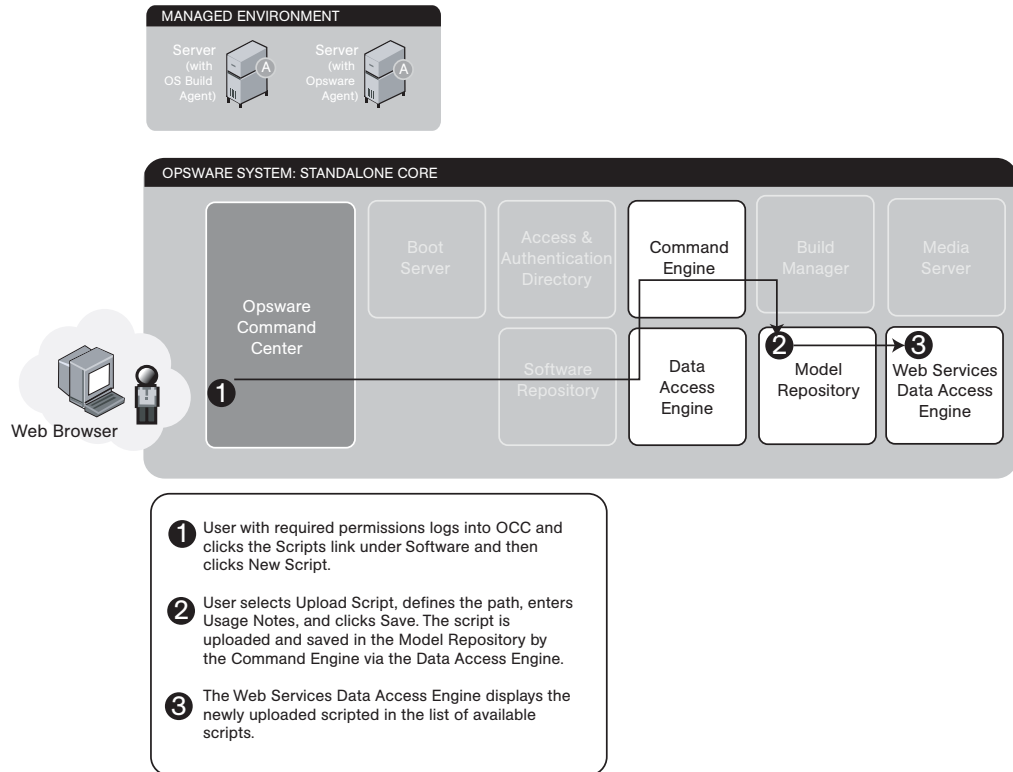 MANAGED ENVIRONMENT
Server
(with
OS Build
Agent)
A
Server
(with
Opsware
Agent)
A
OPSWARE SYSTEM: STANDALONE CORE
Opsware
Command
Center
Boot
Server
Access &
Authentication
Directory
Command
Engine
Build
Manager
Media
Server
Software
Repository
Data
Access
Engine
2
Model
Repository
3
Web Services
Data Access
Engine
1
Web Browser
1 User with required permissions logs into OCC and
clicks the Scripts link under Software and then
clicks New Script.
2 User selects Upload Script, defines the path, enters
Usage Notes, and clicks Save. The script is
uploaded and saved in the Model Repository by
the Command Engine via the Data Access Engine.
3 The Web Services Data Access Engine displays the
newly uploaded scripted in the list of available
scripts.